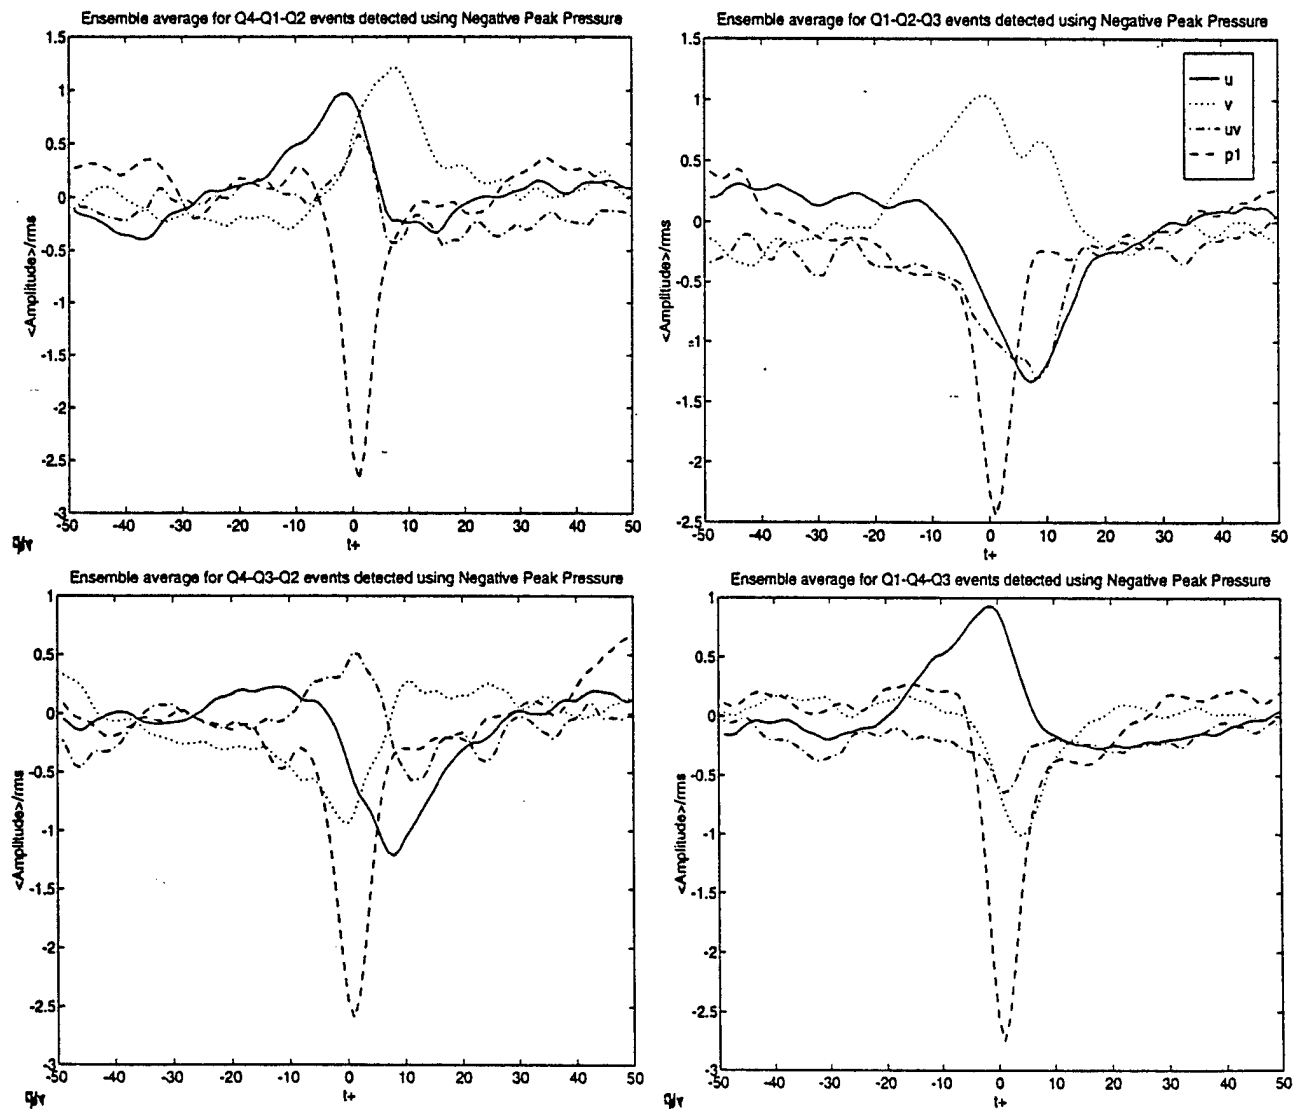 Ensemble average for Q4-Q1-Q2 events detected using Negative Peak Pressure
1.5
1
0.5
0
-0.5
-1
-1.5
-2
-2.5
-3
<Amplitude>/rms
-50 -40 -30 -20 -10 0 10 20 30 40 50
t+
Ensemble average for Q1-Q2-Q3 events detected using Negative Peak Pressure
1.5
1
0.5
0
-0.5
-1
-1.5
-2
-2.5
<Amplitude>/rms
u
v
uv
p1
-50 -40 -30 -20 -10 0 10 20 30 40 50
t+
Ensemble average for Q4-Q3-Q2 events detected using Negative Peak Pressure
1
0.5
0
-0.5
-1
-1.5
-2
-2.5
-3
<Amplitude>/rms
-50 -40 -30 -20 -10 0 10 20 30 40 50
t+
Ensemble average for Q1-Q4-Q3 events detected using Negative Peak Pressure
1
0.5
0
-0.5
-1
-1.5
-2
-2.5
-3
<Amplitude>/rms
-50 -40 -30 -20 -10 0 10 20 30 40 50
t+